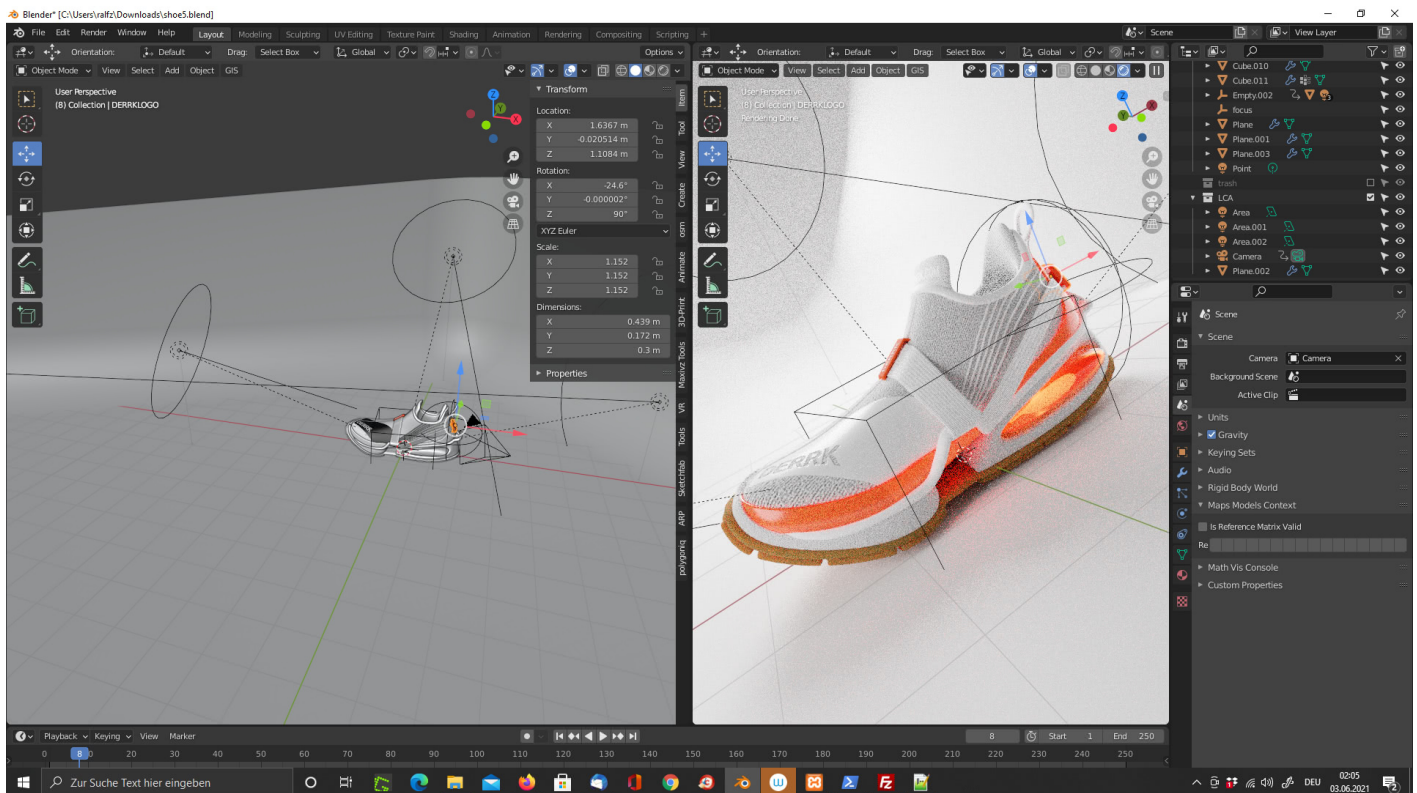 Blender* [C:\Users\ralfz\Downloads\shoe5.blend]
File Edit Render Window Help Layout Modeling Sculpting UV Editing Texture Paint Shading Animation Rendering Compositing Scripting + Scene View Layer
Orientation: Default Drag: Select Box Global Options
Object Mode View Select Add Object GIS
User Perspective
(8) Collection | DERRKLOGO
Transform
Location:
X 1.6367 m
Y -0.020514 m
Z 1.1084 m
Rotation:
X -24.6°
Y -0.000002°
Z 90°
XYZ Euler
Scale:
X 1.152
Y 1.152
Z 1.152
Dimensions:
X 0.439 m
Y 0.172 m
Z 0.3 m
Properties
Item
Tool
View
Create
osm
Animate
3D-Print
Maxivz Tools
VR
Tools
Sketchfab
ARP
polygoniq
Orientation: Default Drag: Select Box Global
Object Mode View Select Add Object GIS
User Perspective
(8) Collection | DERRKLOGO
Rendering Done
DERRK
Cube.010
Cube.011
Empty.002
focus
Plane
Plane.001
Plane.003
Point
trash
LCA
Area
Area.001
Area.002
Camera
Plane.002
Scene
Scene
Camera Camera
Background Scene
Active Clip
Units
Gravity
Keying Sets
Audio
Rigid Body World
Maps Models Context
Is Reference Matrix Valid
Re
Math Vis Console
Custom Properties
Playback Keying View Marker 8 Start 1 End 250
0 8 20 30 40 50 60 70 80 90 100 110 120 130 140 150 160 170 180 190 200 210 220 230 240 250
Zur Suche Text hier eingeben DEU 02:05
03.06.2021